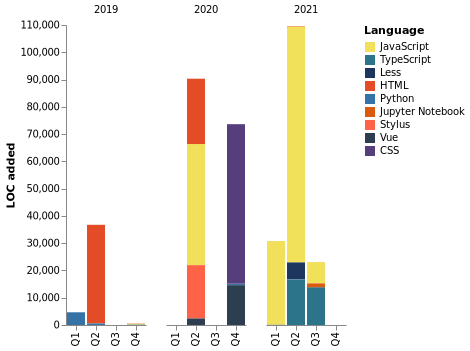 2019 2020 2021
LOC added
110,000
100,000
90,000
80,000
70,000
60,000
50,000
40,000
30,000
20,000
10,000
0
Q1 Q2 Q3 Q4 Q1 Q2 Q3 Q4 Q1 Q2 Q3 Q4
Language
JavaScript
TypeScript
Less
HTML
Python
Jupyter Notebook
Stylus
Vue
CSS